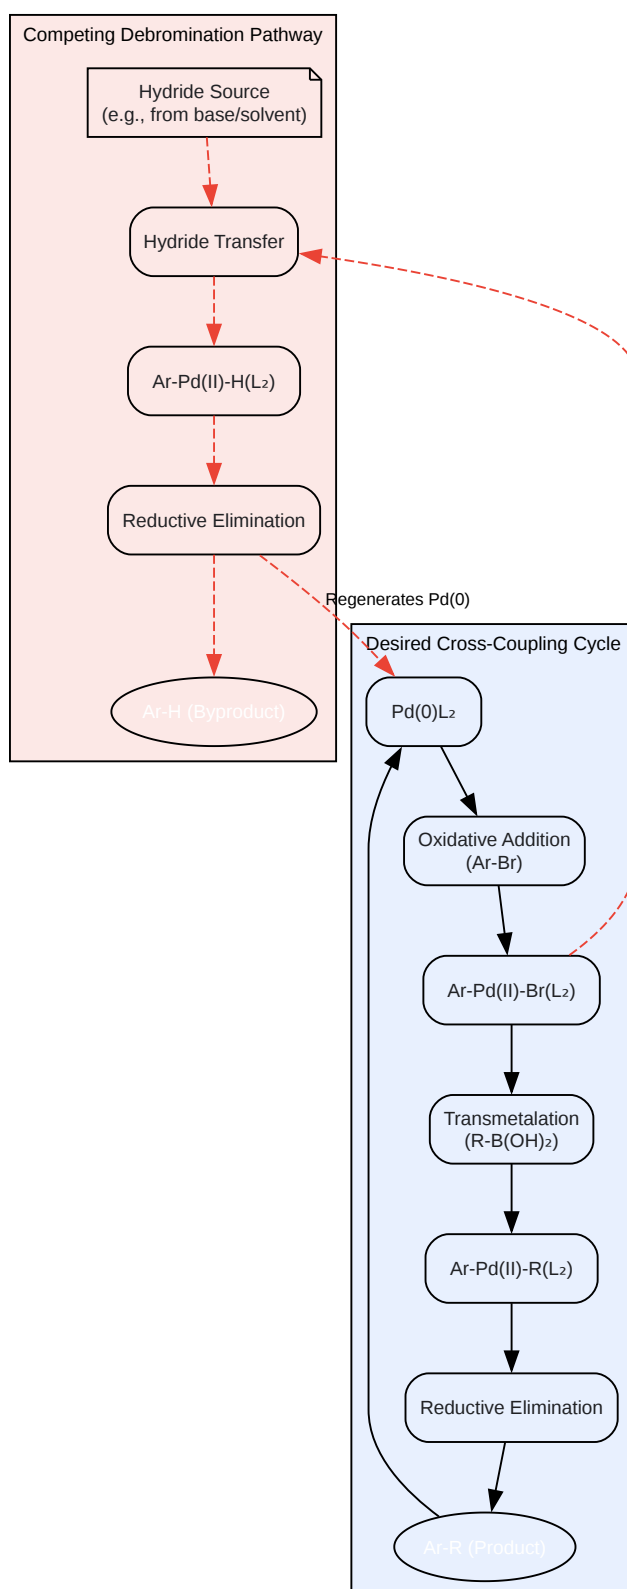 Competing Debromination Pathway
Hydride Source
(e.g., from base/solvent)
Hydride Transfer
Ar-Pd(II)-H(L₂)
Reductive Elimination
Regenerates Pd(0)
Ar-H (Byproduct)
Desired Cross-Coupling Cycle
Pd(0)L₂
Oxidative Addition
(Ar-Br)
Ar-Pd(II)-Br(L₂)
Transmetalation
(R-B(OH)₂)
Ar-Pd(II)-R(L₂)
Reductive Elimination
Ar-R (Product)